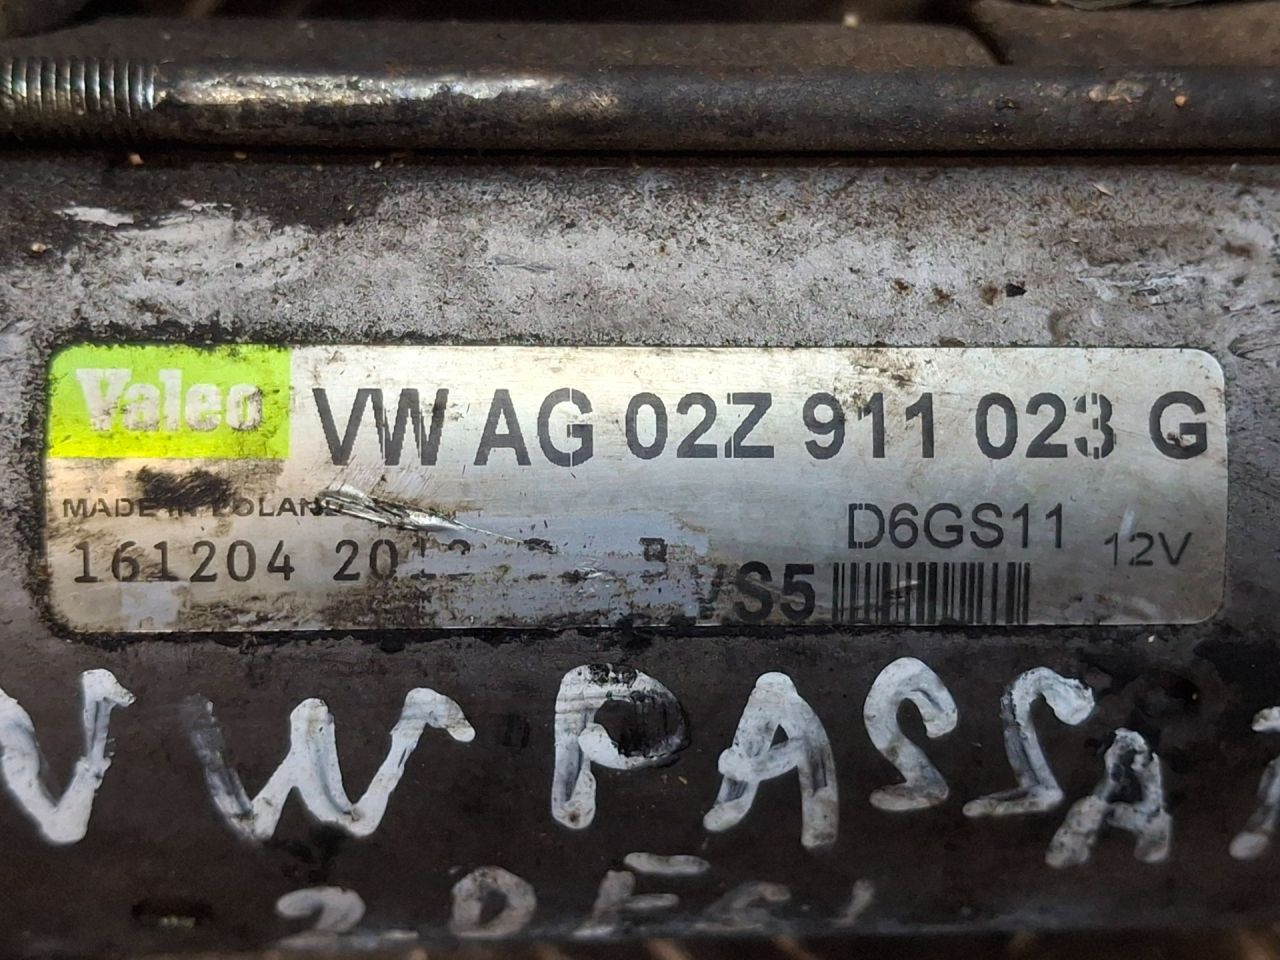 Valeo
VW AG 02Z 911 023 G
MADE IN POLAND
D6GS11 12V
161204
VS5
VW PASSAT